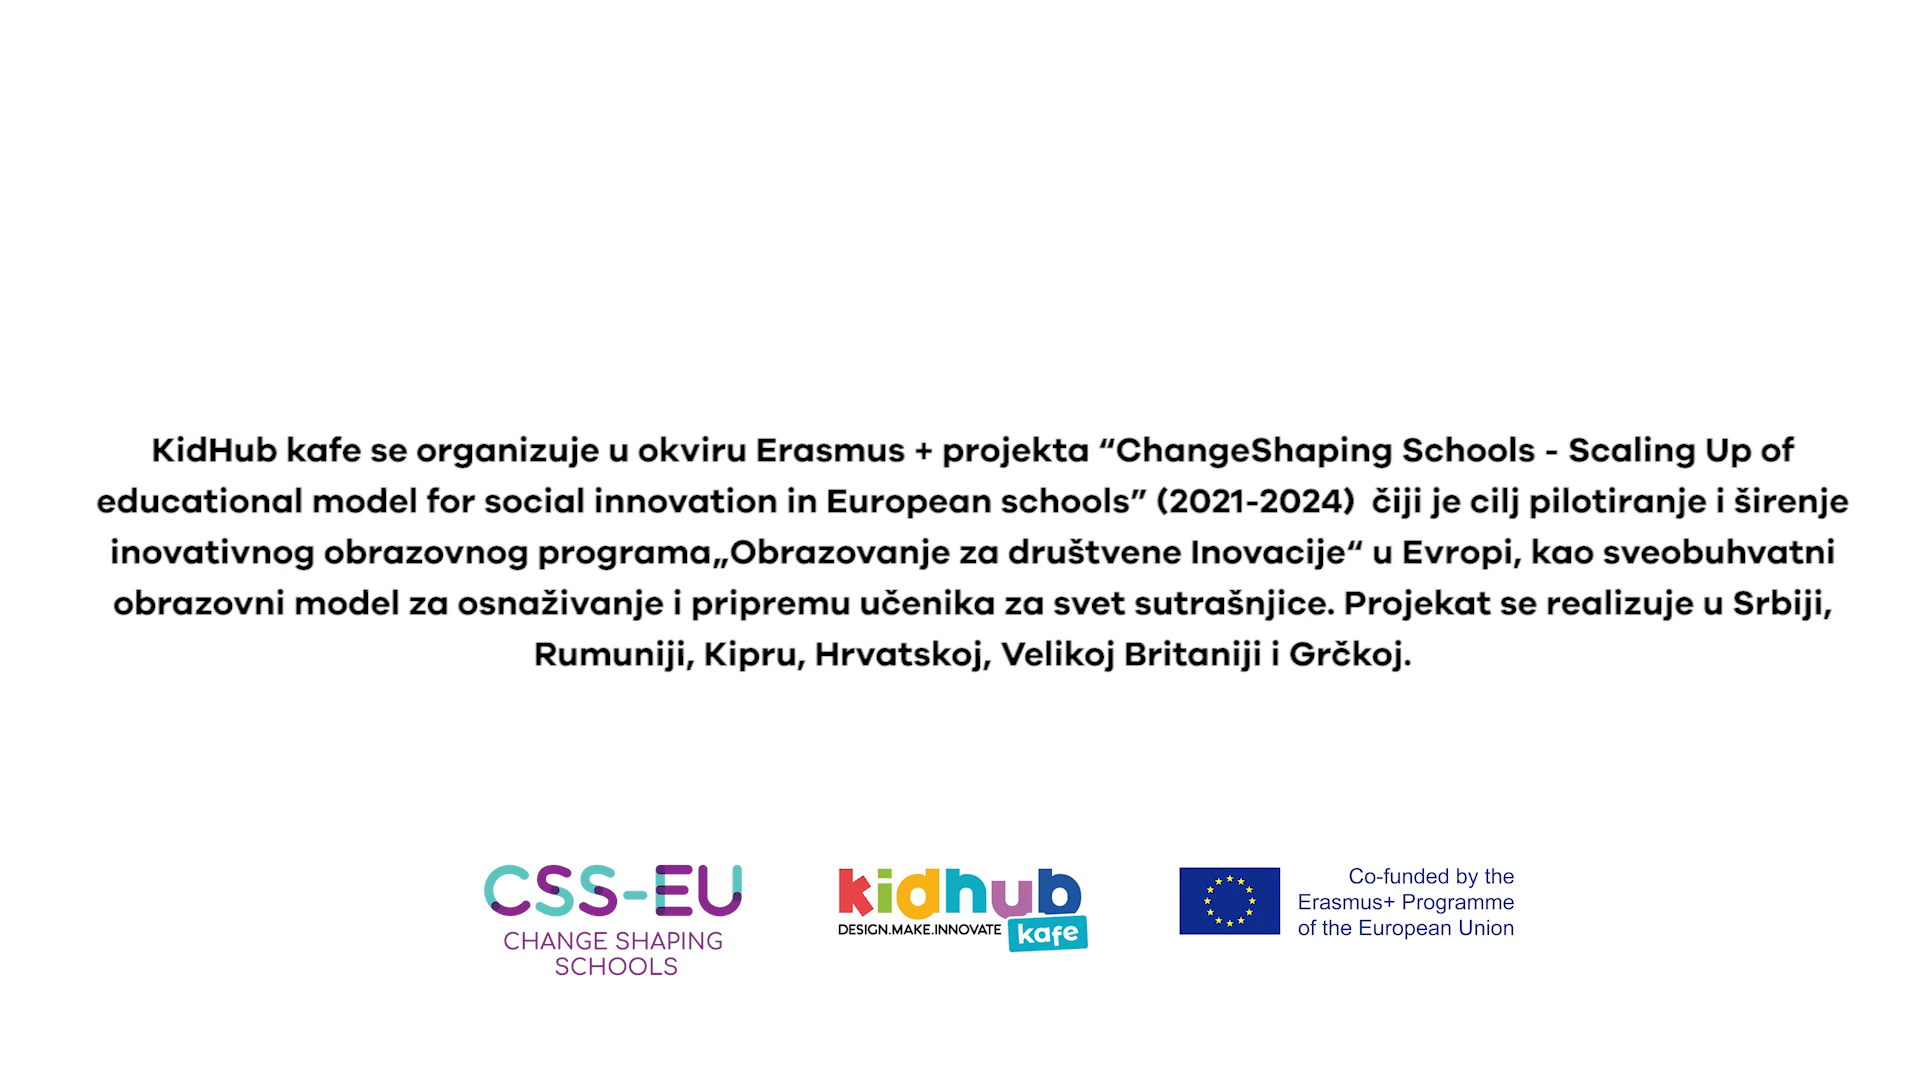 KidHub kafe se organizuje u okviru Erasmus + projekta “ChangeShaping Schools - Scaling Up of
educational model for social innovation in European schools” (2021-2024)  čiji je cilj pilotiranje i širenje
inovativnog obrazovnog programa„Obrazovanje za društvene Inovacije“ u Evropi, kao sveobuhvatni
obrazovni model za osnaživanje i pripremu učenika za svet sutrašnjice. Projekat se realizuje u Srbiji,
Rumuniji, Kipru, Hrvatskoj, Velikoj Britaniji i Grčkoj.
CSS-EU
CHANGE SHAPING
SCHOOLS
kidhub
DESIGN.MAKE.INNOVATE
kafe
Co-funded by the
Erasmus+ Programme
of the European Union